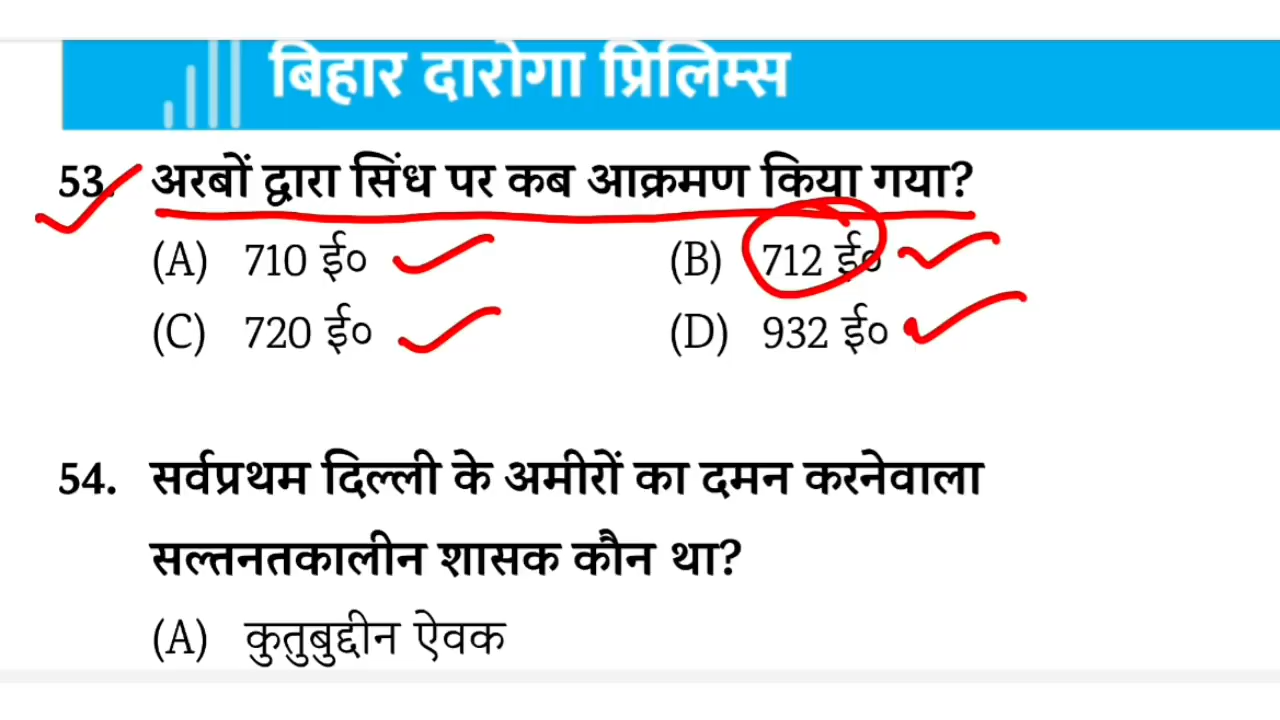 बिहार दारोगा प्रिलिम्स
53. अरबों द्वारा सिंध पर कब आक्रमण किया गया?
(A) 710 ई० (B) 712 ई०
(C) 720 ई० (D) 932 ई०
54. सर्वप्रथम दिल्ली के अमीरों का दमन करनेवाला
सल्तनतकालीन शासक कौन था?
(A) कुतुबुद्दीन ऐवक